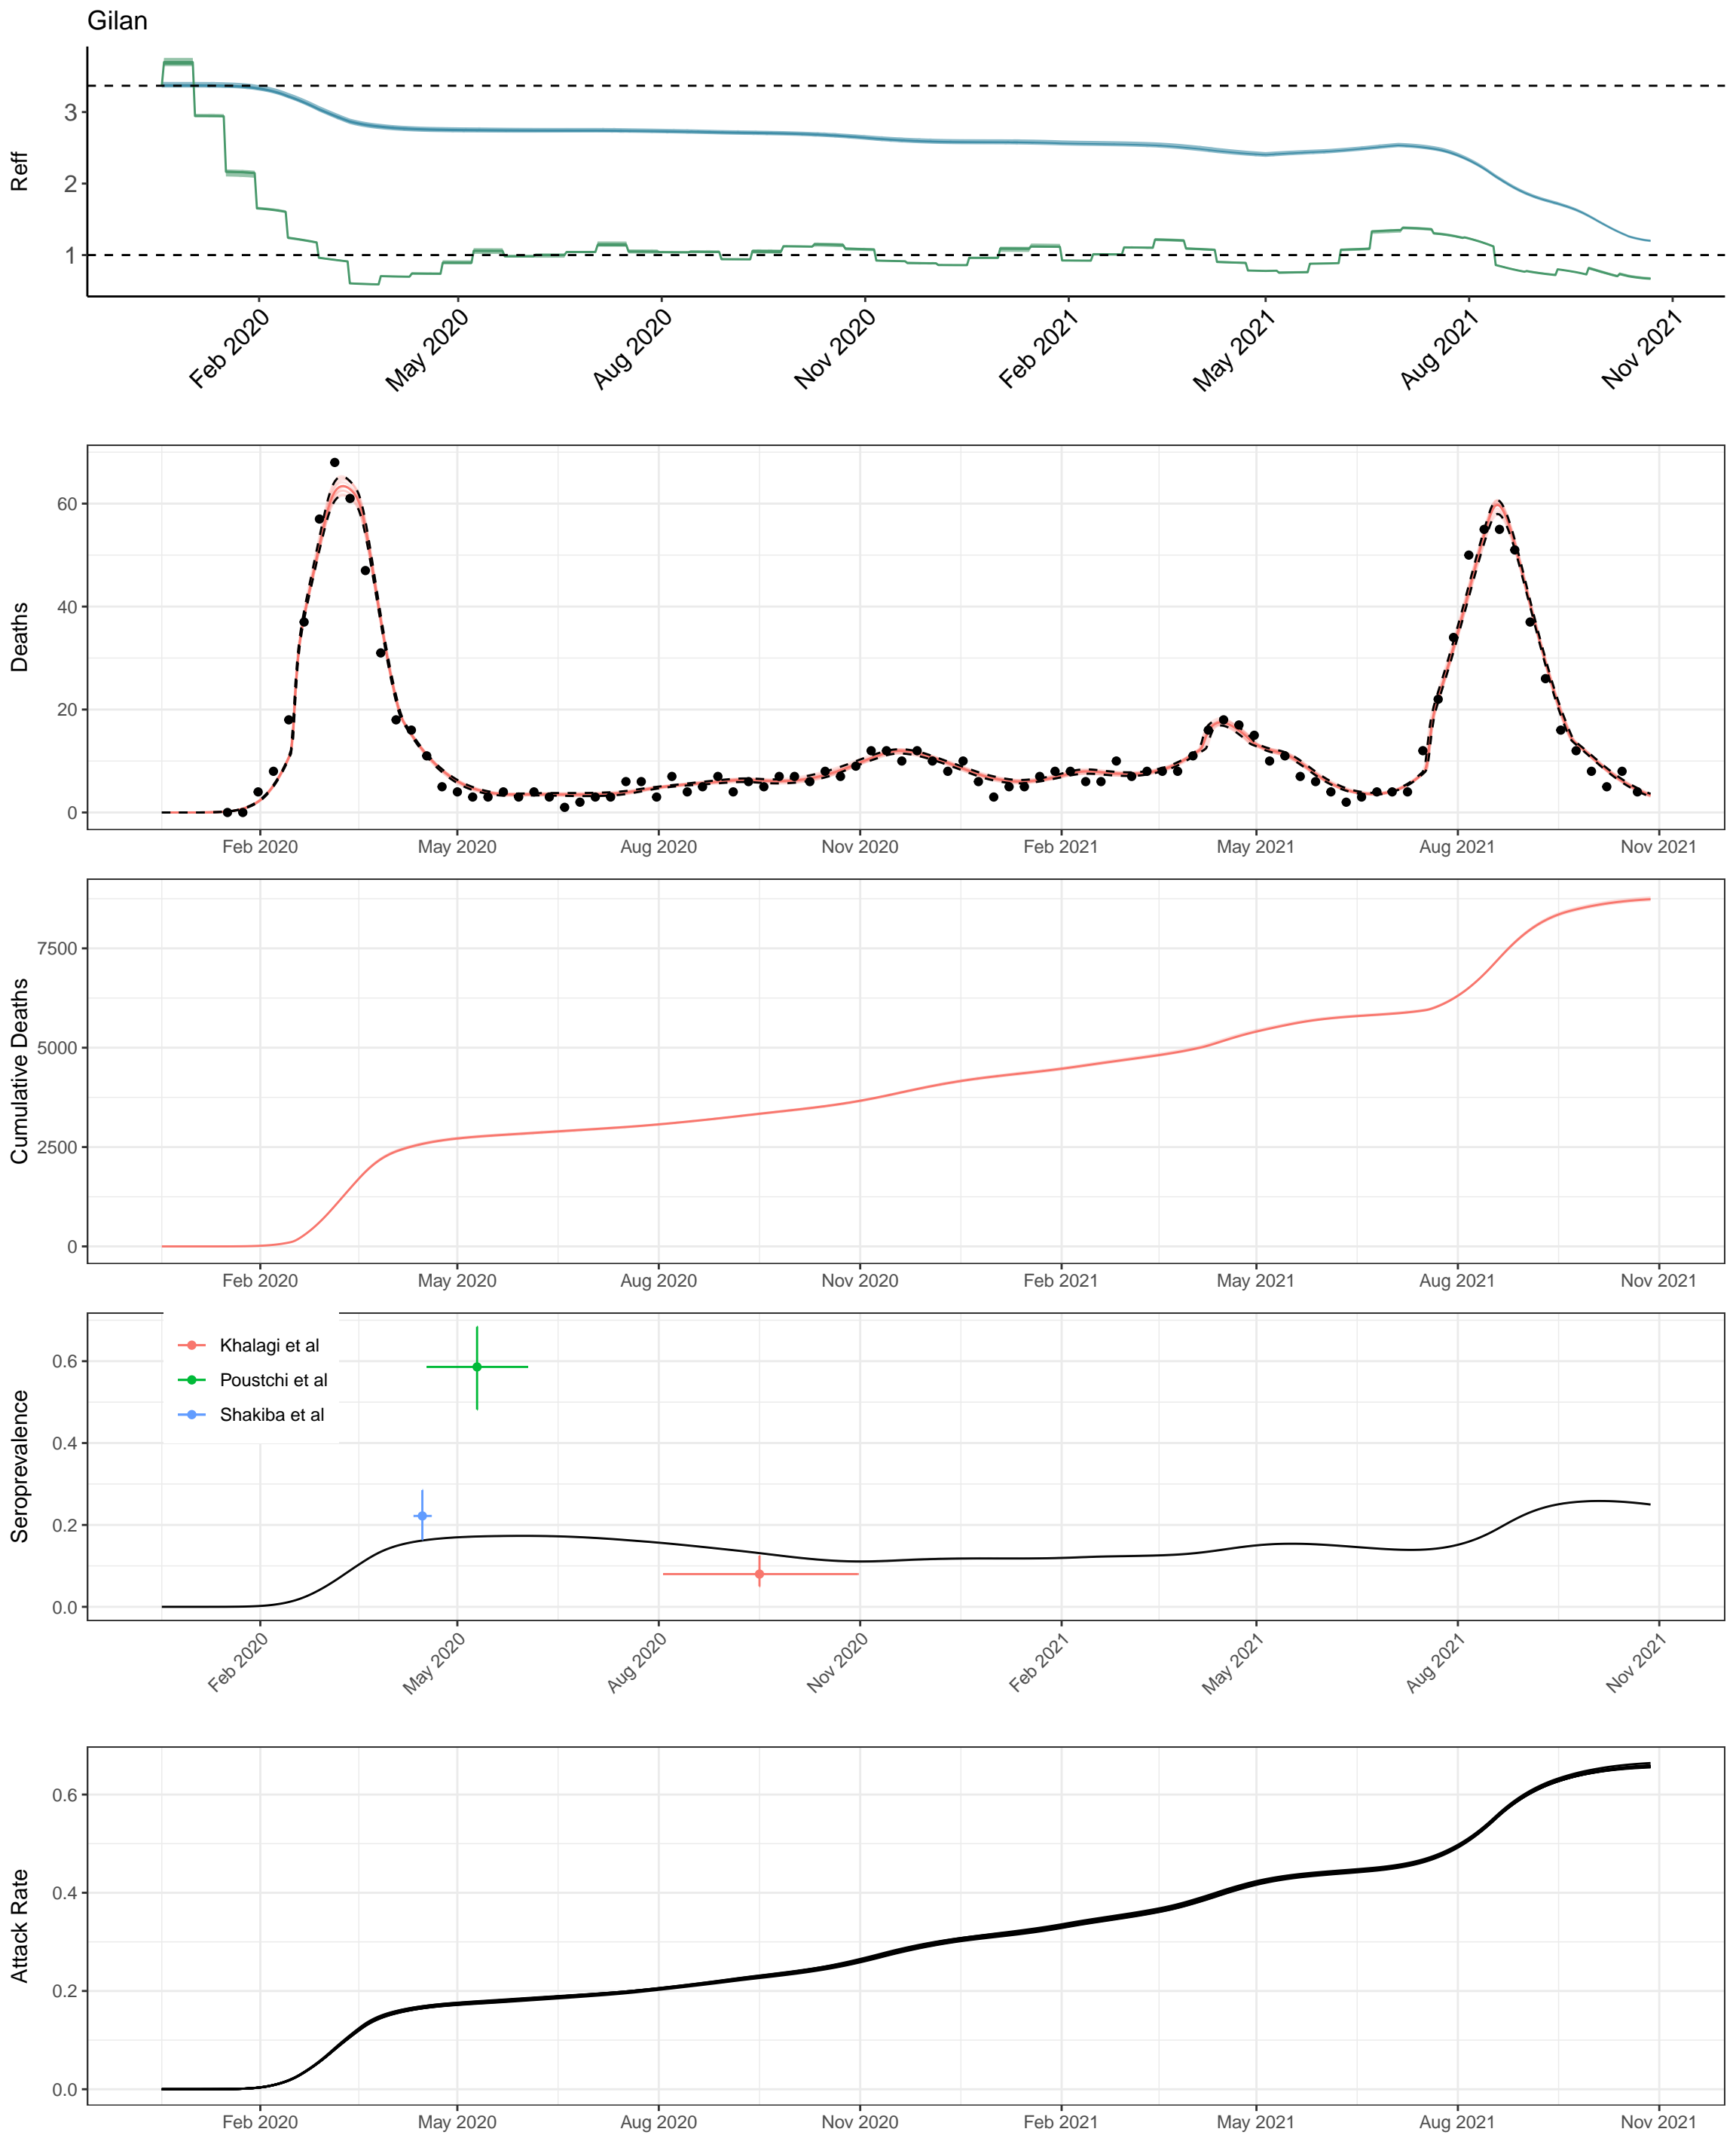 Gilan
Reff
3
2
1
Feb 2020 May 2020 Aug 2020 Nov 2020 Feb 2021 May 2021 Aug 2021 Nov 2021
Deaths
60
40
20
0
Feb 2020 May 2020 Aug 2020 Nov 2020 Feb 2021 May 2021 Aug 2021 Nov 2021
Cumulative Deaths
7500
5000
2500
0
Feb 2020 May 2020 Aug 2020 Nov 2020 Feb 2021 May 2021 Aug 2021 Nov 2021
Seroprevalence
0.6
0.4
0.2
0.0
Khalagi et al
Poustchi et al
Shakiba et al
Feb 2020 May 2020 Aug 2020 Nov 2020 Feb 2021 May 2021 Aug 2021 Nov 2021
Attack Rate
0.6
0.4
0.2
0.0
Feb 2020 May 2020 Aug 2020 Nov 2020 Feb 2021 May 2021 Aug 2021 Nov 2021